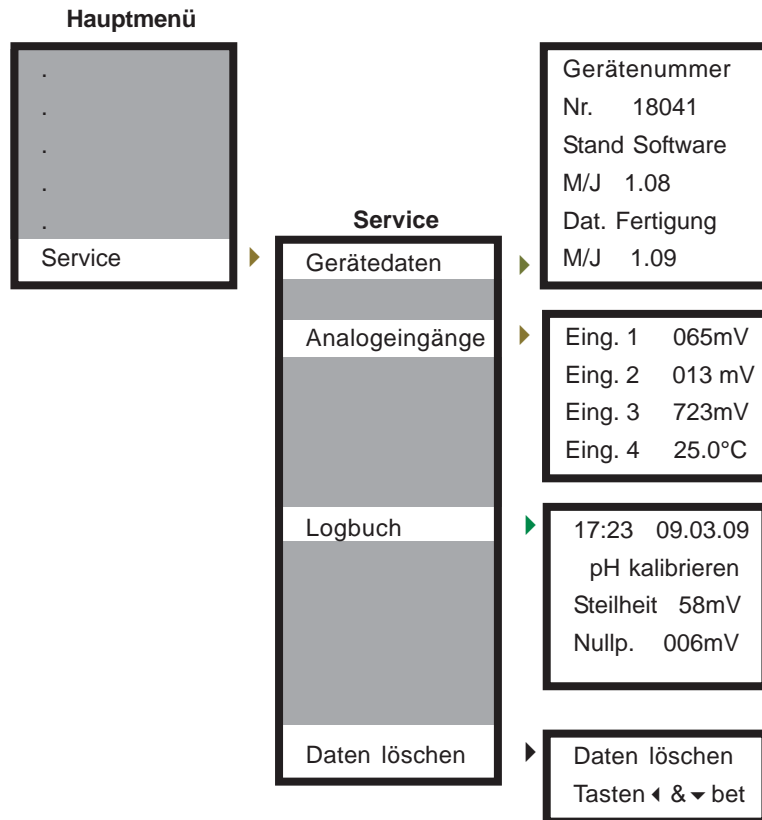 Hauptmenü
.
.
.
.
.
Service
Service
Gerätedaten
Analogeingänge
Logbuch
Daten löschen
Gerätenummer
Nr. 18041
Stand Software
M/J 1.08
Dat. Fertigung
M/J 1.09
Eing. 1 065mV
Eing. 2 013 mV
Eing. 3 723mV
Eing. 4 25.0°C
17:23 09.03.09
pH kalibrieren
Steilheit 58mV
Nullp. 006mV
Daten löschen
Tasten ◂ & ▾ bet